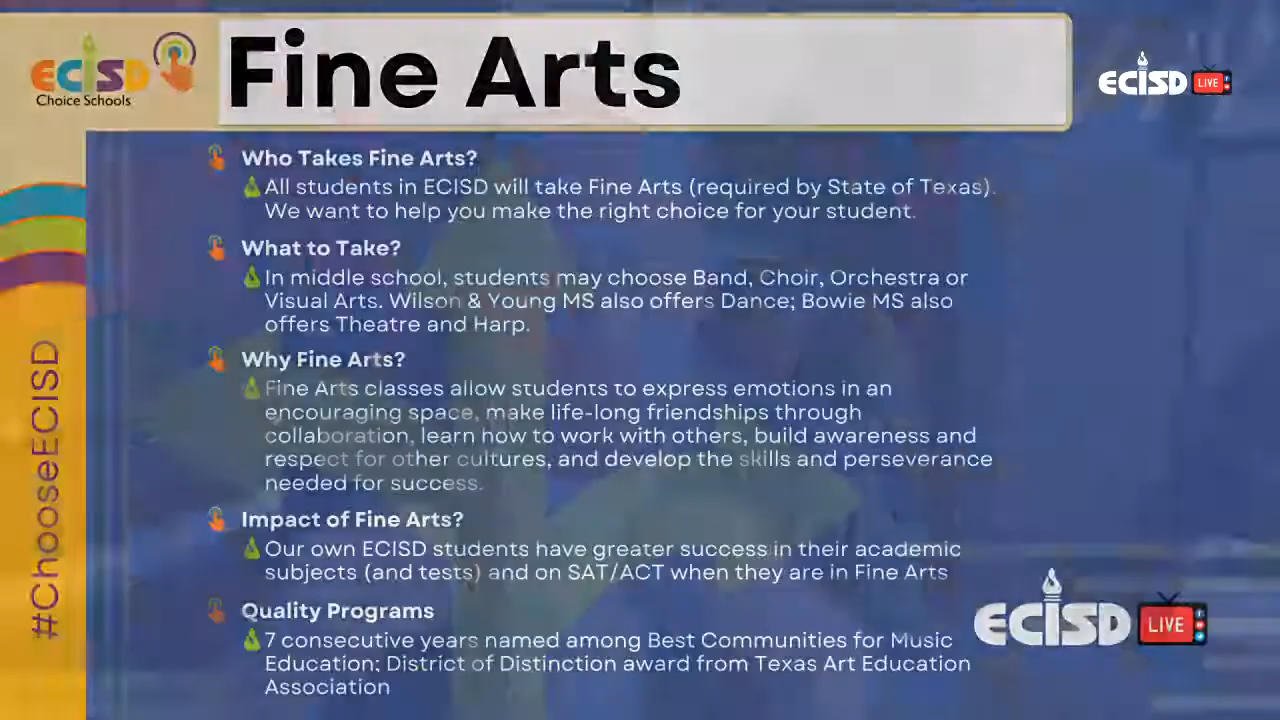 ECISD
Choice Schools
Fine Arts
ECISD LIVE
Who Takes Fine Arts?
All students in ECISD will take Fine Arts (required by State of Texas).
We want to help you make the right choice for your student.
What to Take?
In middle school, students may choose Band, Choir, Orchestra or
Visual Arts. Wilson & Young MS also offers Dance; Bowie MS also
offers Theatre and Harp.
Why Fine Arts?
Fine Arts classes allow students to express emotions in an
encouraging space, make life-long friendships through
collaboration, learn how to work with others, build awareness and
respect for other cultures, and develop the skills and perseverance
needed for success.
Impact of Fine Arts?
Our own ECISD students have greater success in their academic
subjects (and tests) and on SAT/ACT when they are in Fine Arts
Quality Programs
7 consecutive years named among Best Communities for Music
Education; District of Distinction award from Texas Art Education
Association
#ChooseECISD
ECISD LIVE